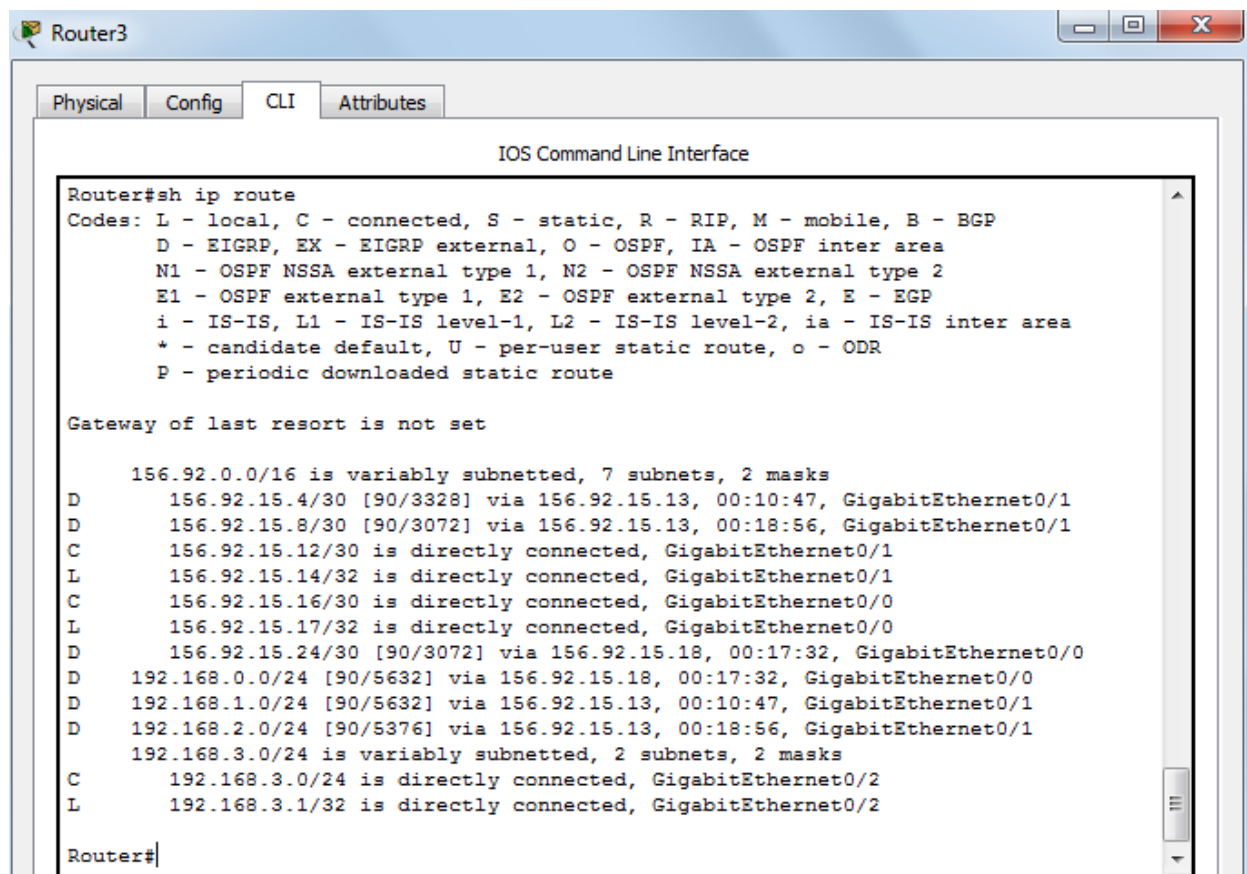 Router3
Physical Config CLI Attributes
IOS Command Line Interface
Router#sh ip route
Codes: L - local, C - connected, S - static, R - RIP, M - mobile, B - BGP
D - EIGRP, EX - EIGRP external, O - OSPF, IA - OSPF inter area
N1 - OSPF NSSA external type 1, N2 - OSPF NSSA external type 2
E1 - OSPF external type 1, E2 - OSPF external type 2, E - EGP
i - IS-IS, L1 - IS-IS level-1, L2 - IS-IS level-2, ia - IS-IS inter area
* - candidate default, U - per-user static route, o - ODR
P - periodic downloaded static route
Gateway of last resort is not set
156.92.0.0/16 is variably subnetted, 7 subnets, 2 masks
D 156.92.15.4/30 [90/3328] via 156.92.15.13, 00:10:47, GigabitEthernet0/1
D 156.92.15.8/30 [90/3072] via 156.92.15.13, 00:18:56, GigabitEthernet0/1
C 156.92.15.12/30 is directly connected, GigabitEthernet0/1
L 156.92.15.14/32 is directly connected, GigabitEthernet0/1
C 156.92.15.16/30 is directly connected, GigabitEthernet0/0
L 156.92.15.17/32 is directly connected, GigabitEthernet0/0
D 156.92.15.24/30 [90/3072] via 156.92.15.18, 00:17:32, GigabitEthernet0/0
D 192.168.0.0/24 [90/5632] via 156.92.15.18, 00:17:32, GigabitEthernet0/0
D 192.168.1.0/24 [90/5632] via 156.92.15.13, 00:10:47, GigabitEthernet0/1
D 192.168.2.0/24 [90/5376] via 156.92.15.13, 00:18:56, GigabitEthernet0/1
192.168.3.0/24 is variably subnetted, 2 subnets, 2 masks
C 192.168.3.0/24 is directly connected, GigabitEthernet0/2
L 192.168.3.1/32 is directly connected, GigabitEthernet0/2
Router#